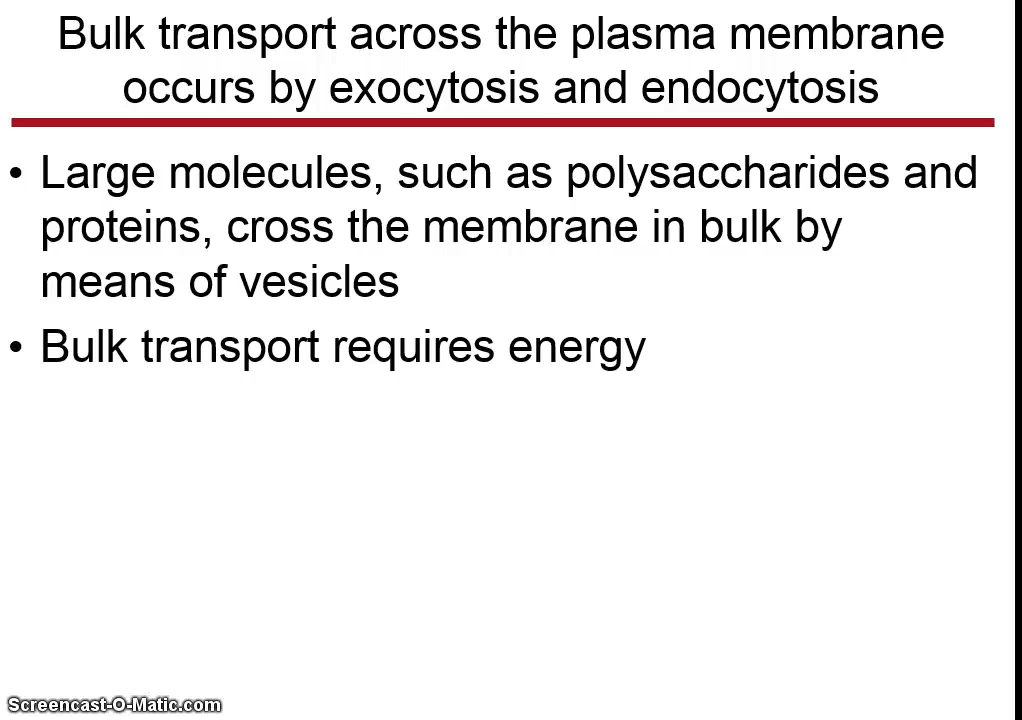 Bulk transport across the plasma membrane
occurs by exocytosis and endocytosis
• Large molecules, such as polysaccharides and
proteins, cross the membrane in bulk by
means of vesicles
• Bulk transport requires energy
Screencast-O-Matic.com